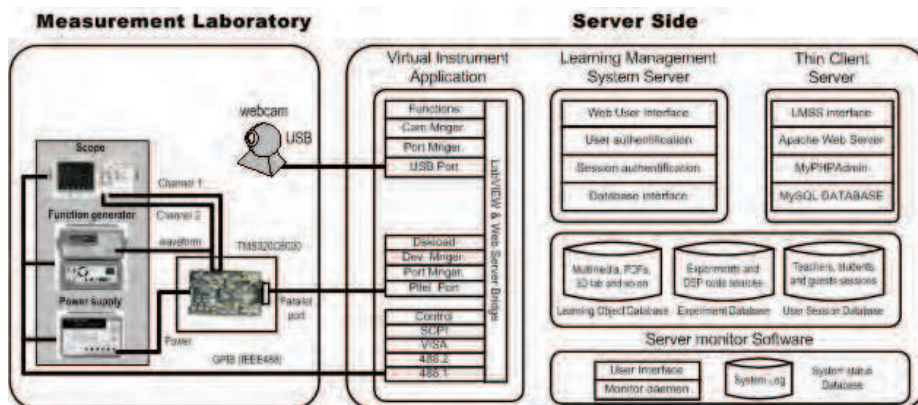 Measurement Laboratory
Server Side
webcam
USB
Scope
Channel 1
Function generator
Channel 2
waveform
Power supply
Parallel
port
Power
GPIB (IEEE488)
Virtual Instrument
Application
Functions
Cam Mnger.
Port Mnger.
USB Port
Dskload
Dev. Mnger.
Port Mnger.
Pllel Port
Control
SCPI
VISA
488.2
488.1
LabVIEW & Web Server Bridge
Learning Management
System Server
Web User Interface
User authentification
Session authentification
Database interface
Thin Client
Server
LMSS interface
Apache Web Server
MyPHPAdmin
MySQL DATABASE
Multimedia, PDFs,
3D lab and so on
Learning Object Database
Experiments and
DSP code sources
Experiment Database
Teachers, students
and guests sessions
User Session Database
Server monitor Software
User Interface
Monitor daemon
System Log
System status
Database